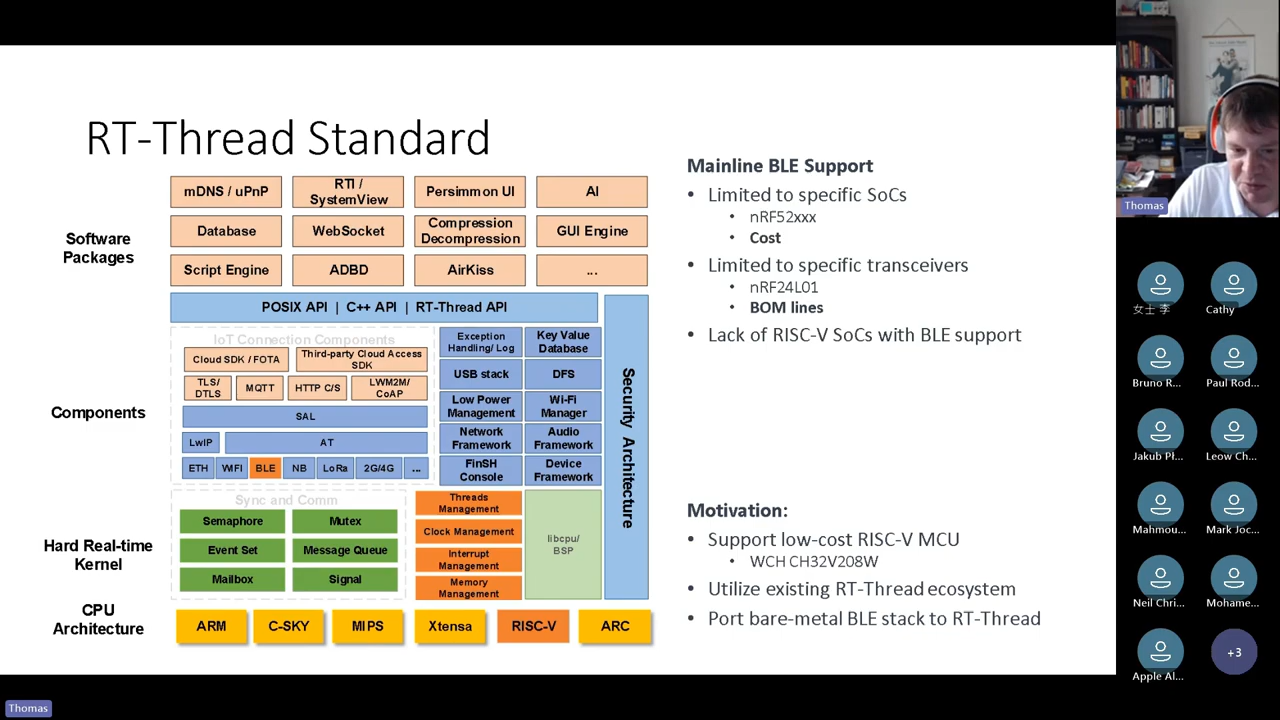 RT-Thread Standard
Software
Packages
mDNS / uPnP
RTI /
SystemView
Persimmon UI
AI
Database
WebSocket
Compression
Decompression
GUI Engine
Script Engine
ADBD
AirKiss
...
POSIX API | C++ API | RT-Thread API
Components
IoT Connection Components
Cloud SDK / FOTA
Third-party Cloud Access
SDK
TLS/
DTLS
MQTT
HTTP C/S
LWM2M/
CoAP
SAL
LwIP
AT
ETH
WIFI
BLE
NB
LoRa
2G/4G
...
Exception
Handling/ Log
Key Value
Database
USB stack
DFS
Low Power
Management
Wi-Fi
Manager
Network
Framework
Audio
Framework
FinSH
Console
Device
Framework
Security Architecture
Hard Real-time
Kernel
Sync and Comm
Semaphore
Mutex
Event Set
Message Queue
Mailbox
Signal
Threads
Management
Clock Management
Interrupt
Management
Memory
Management
libcpu/
BSP
CPU
Architecture
ARM
C-SKY
MIPS
Xtensa
RISC-V
ARC
Mainline BLE Support
• Limited to specific SoCs
• nRF52xxx
• Cost
• Limited to specific transceivers
• nRF24L01
• BOM lines
• Lack of RISC-V SoCs with BLE support
Motivation:
• Support low-cost RISC-V MCU
• WCH CH32V208W
• Utilize existing RT-Thread ecosystem
• Port bare-metal BLE stack to RT-Thread
Thomas
女士 李
Cathy
Bruno R...
Paul Rod...
Jakub Pł...
Leow Ch...
Mahmou...
Mark Joc...
Neil Chri...
Mohame...
Apple Al...
+3
Thomas